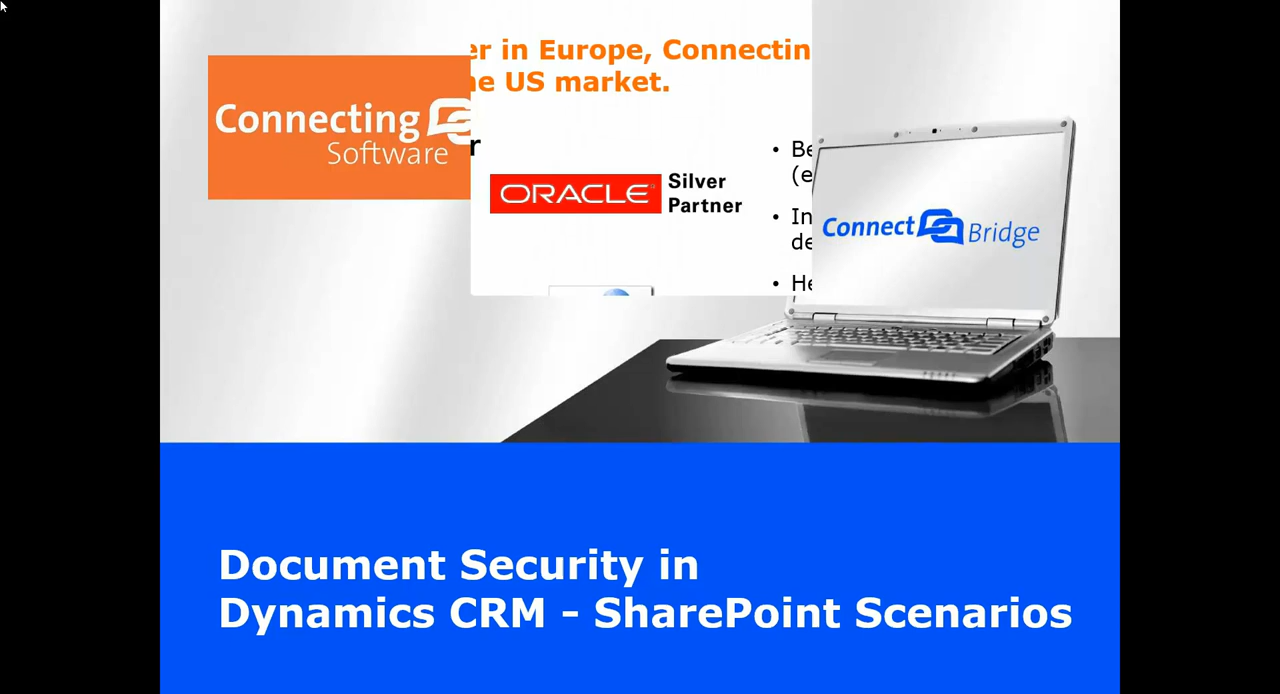 er in Europe, Connectin
he US market.
Connecting
Software
r
ORACLE Silver
Partner
• Be
(e
• In
de
• He
Connect Bridge
Document Security in
Dynamics CRM - SharePoint Scenarios